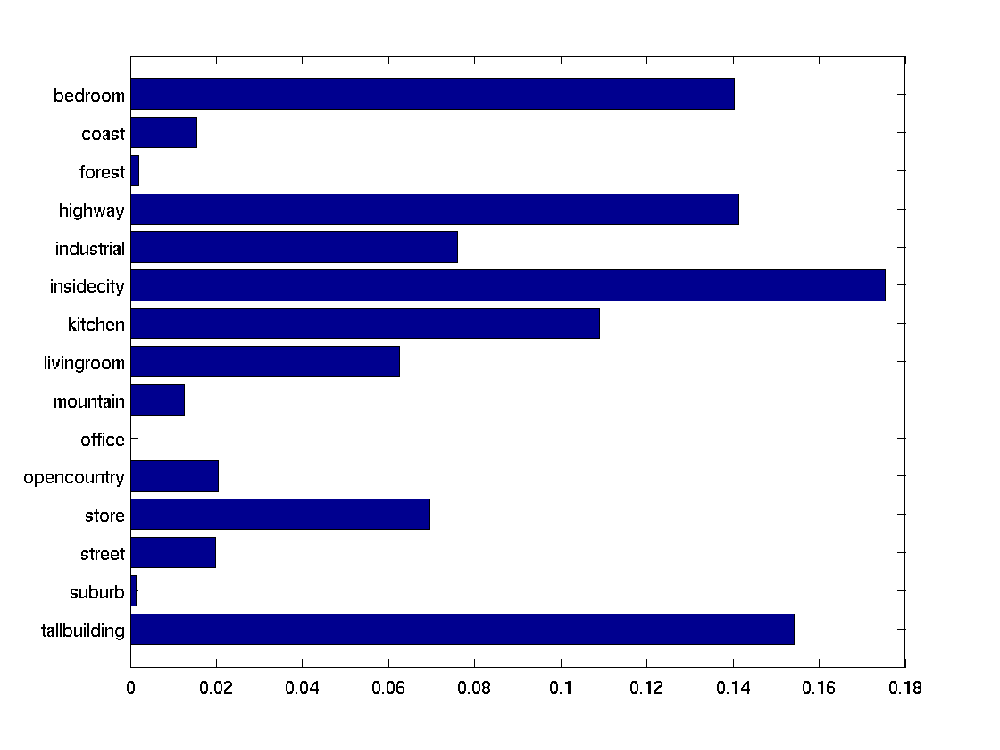 bedroom
coast
forest
highway
industrial
insidecity
kitchen
livingroom
mountain
office
opencountry
store
street
suburb
tallbuilding
0 0.02 0.04 0.06 0.08 0.1 0.12 0.14 0.16 0.18